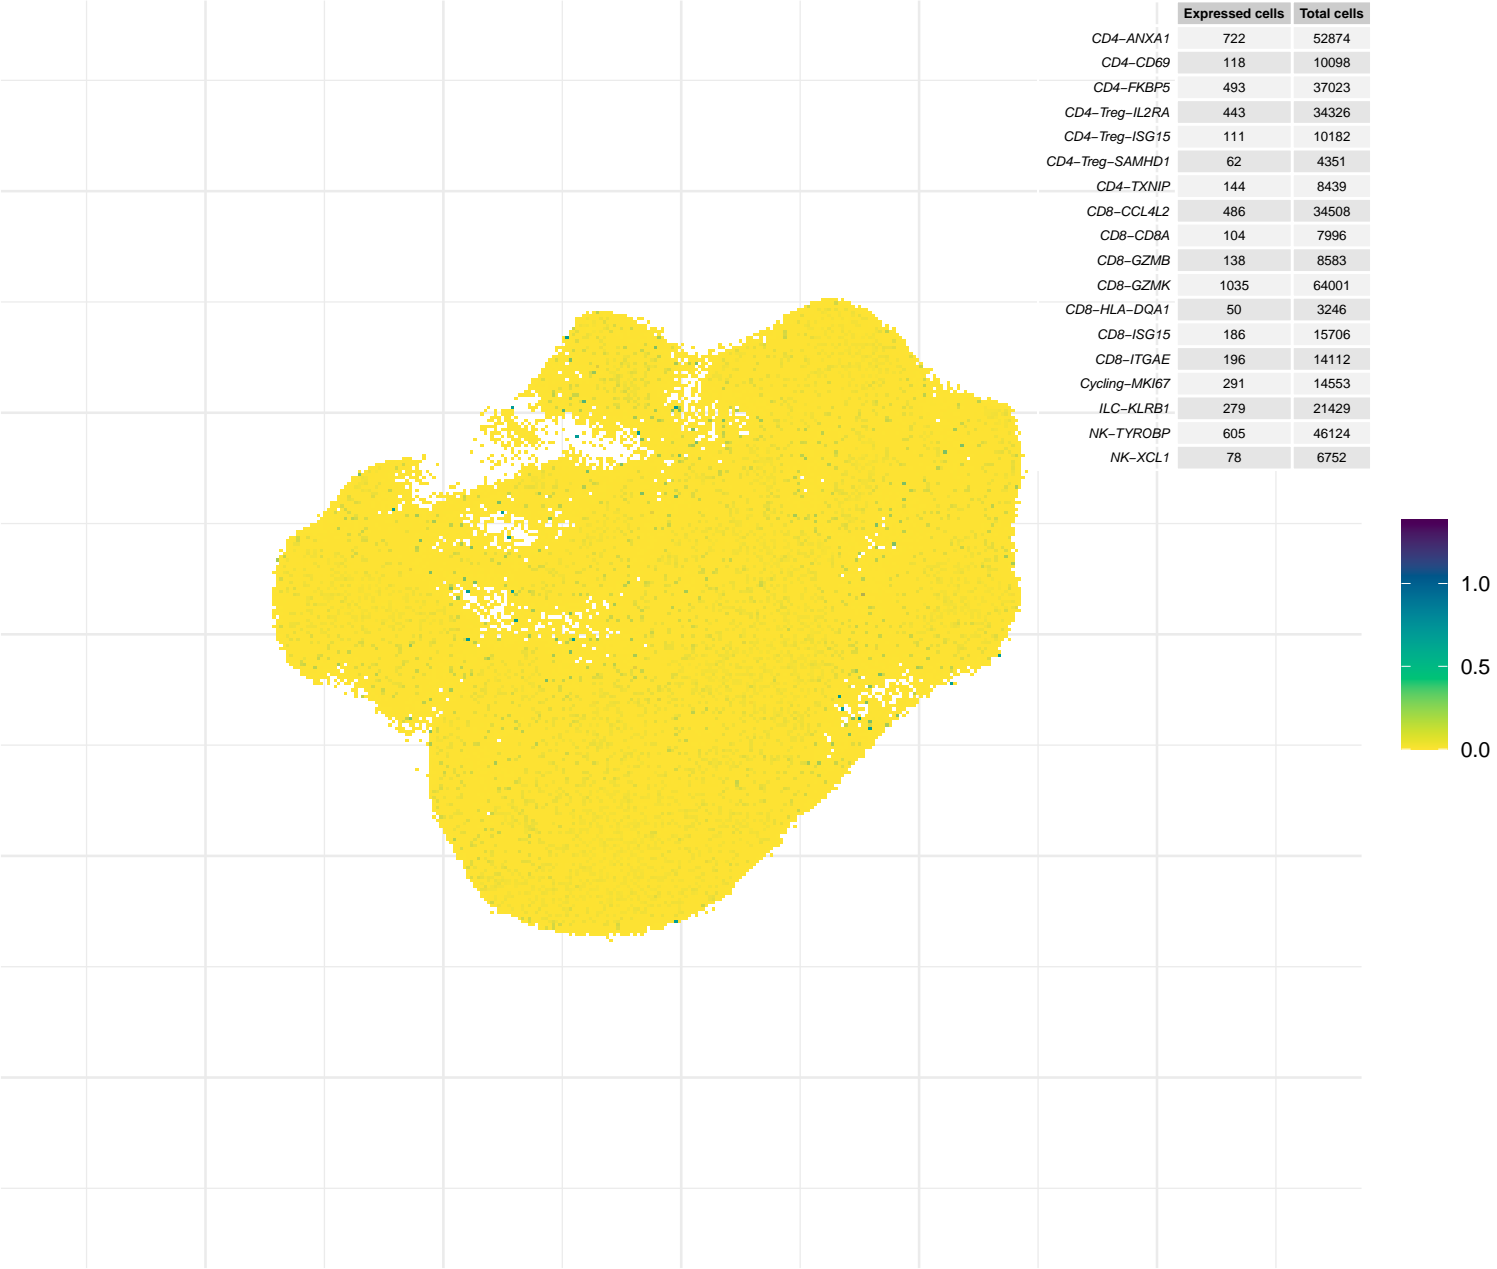 Expressed cells Total cells
CD4−ANXA1 722 52874
CD4−CD69 118 10098
CD4−FKBP5 493 37023
CD4−Treg−IL2RA 443 34326
CD4−Treg−ISG15 111 10182
CD4−Treg−SAMHD1 62 4351
CD4−TXNIP 144 8439
CD8−CCL4L2 486 34508
CD8−CD8A 104 7996
CD8−GZMB 138 8583
CD8−GZMK 1035 64001
CD8−HLA−DQA1 50 3246
CD8−ISG15 186 15706
CD8−ITGAE 196 14112
Cycling−MKI67 291 14553
ILC−KLRB1 279 21429
NK−TYROBP 605 46124
NK−XCL1 78 6752
1.0
0.5
0.0